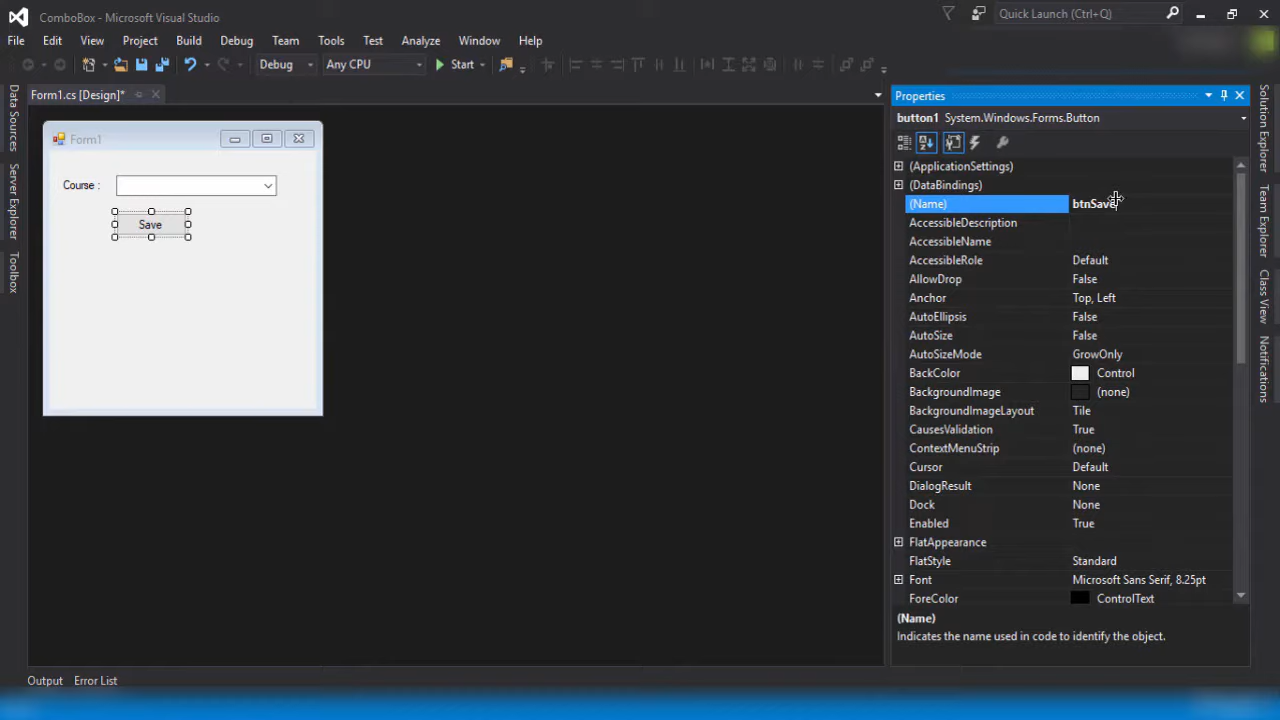 ComboBox - Microsoft Visual Studio
Quick Launch (Ctrl+Q)
File Edit View Project Build Debug Team Tools Test Analyze Window Help
Debug Any CPU Start
Data Sources
Server Explorer
Toolbox
Form1.cs [Design]*
Form1
Course :
Save
Properties
button1 System.Windows.Forms.Button
(ApplicationSettings)
(DataBindings)
(Name) btnSave
AccessibleDescription
AccessibleName
AccessibleRole Default
AllowDrop False
Anchor Top, Left
AutoEllipsis False
AutoSize False
AutoSizeMode GrowOnly
BackColor Control
BackgroundImage (none)
BackgroundImageLayout Tile
CausesValidation True
ContextMenuStrip (none)
Cursor Default
DialogResult None
Dock None
Enabled True
FlatAppearance
FlatStyle Standard
Font Microsoft Sans Serif, 8.25pt
ForeColor ControlText
(Name)
Indicates the name used in code to identify the object.
Solution Explorer
Team Explorer
Class View
Notifications
Output Error List